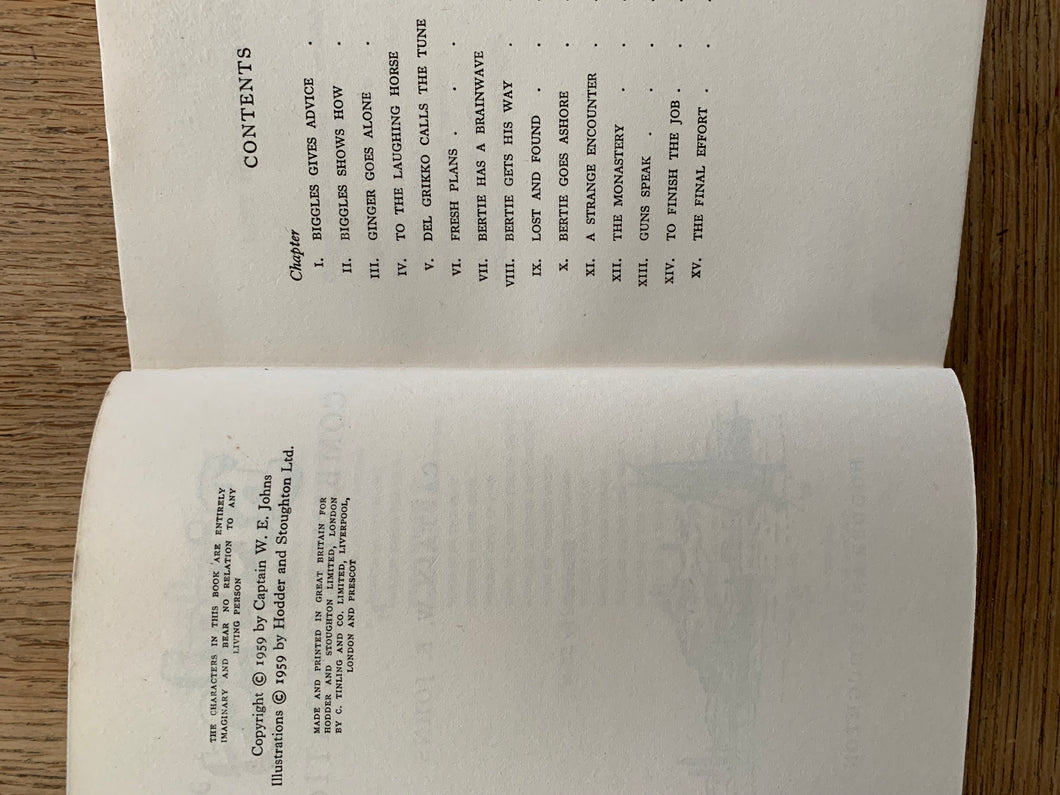 THE CHARACTERS IN THIS BOOK ARE ENTIRELY
IMAGINARY AND BEAR NO RELATION TO ANY
LIVING PERSON
Copyright © 1959 by Captain W. E. Johns
Illustrations © 1959 by Hodder and Stoughton Ltd.
MADE AND PRINTED IN GREAT BRITAIN FOR
HODDER AND STOUGHTON LIMITED, LONDON
BY C. TINLING AND CO. LIMITED, LIVERPOOL,
LONDON AND PRESCOT
CONTENTS
Chapter
I. BIGGLES GIVES ADVICE .
II. BIGGLES SHOWS HOW .
III. GINGER GOES ALONE .
IV. TO THE LAUGHING HORSE
V. DEL GRIKKO CALLS THE TUNE
VI. FRESH PLANS . . .
VII. BERTIE HAS A BRAINWAVE
VIII. BERTIE GETS HIS WAY .
IX. LOST AND FOUND . . .
X. BERTIE GOES ASHORE . .
XI. A STRANGE ENCOUNTER . .
XII. THE MONASTERY . . .
XIII. GUNS SPEAK . . . .
XIV. TO FINISH THE JOB . . .
XV. THE FINAL EFFORT . . .